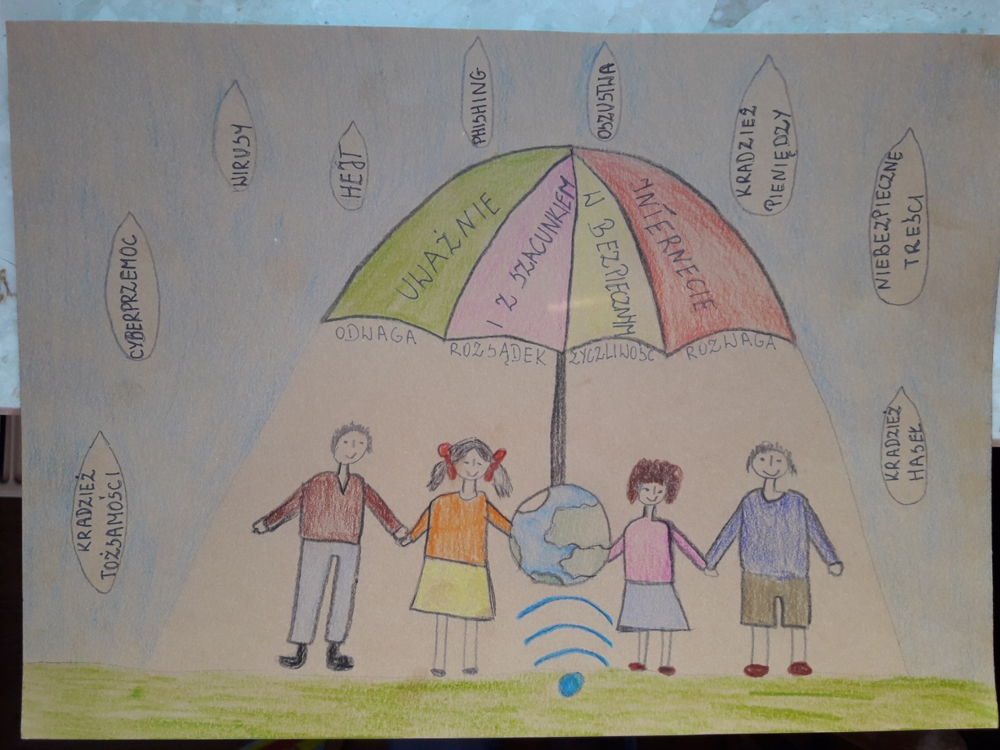 PHISHING
OSZUSTWA
WIRUSY
HEJT
KRADZIEŻ
PIENIĘDZY
NIEBEZPIECZNE
TREŚCI
CYBERPRZEMOC
UWAŻNIE
I Z SZACUNKIEM
W BEZPIECZNYM
INTERNECIE
ODWAGA
ROZSĄDEK
ŻYCZLIWOŚĆ
ROZWAGA
KRADZIEŻ
HASEŁ
KRADZIEŻ
TOŻSAMOŚCI